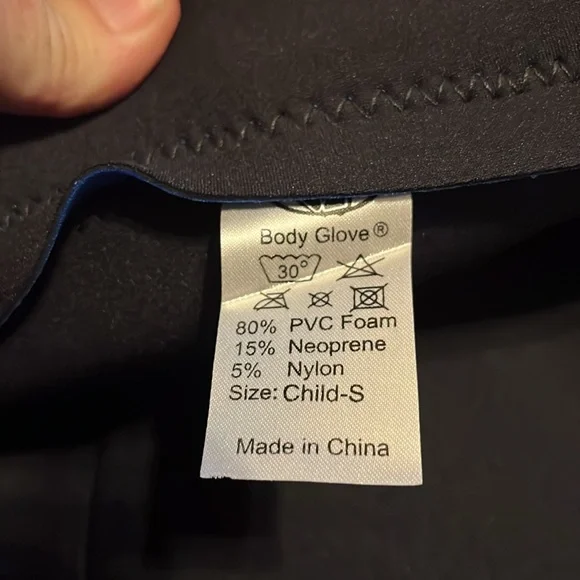 Body Glove®
30°
80% PVC Foam
15% Neoprene
5% Nylon
Size: Child-S
Made in China